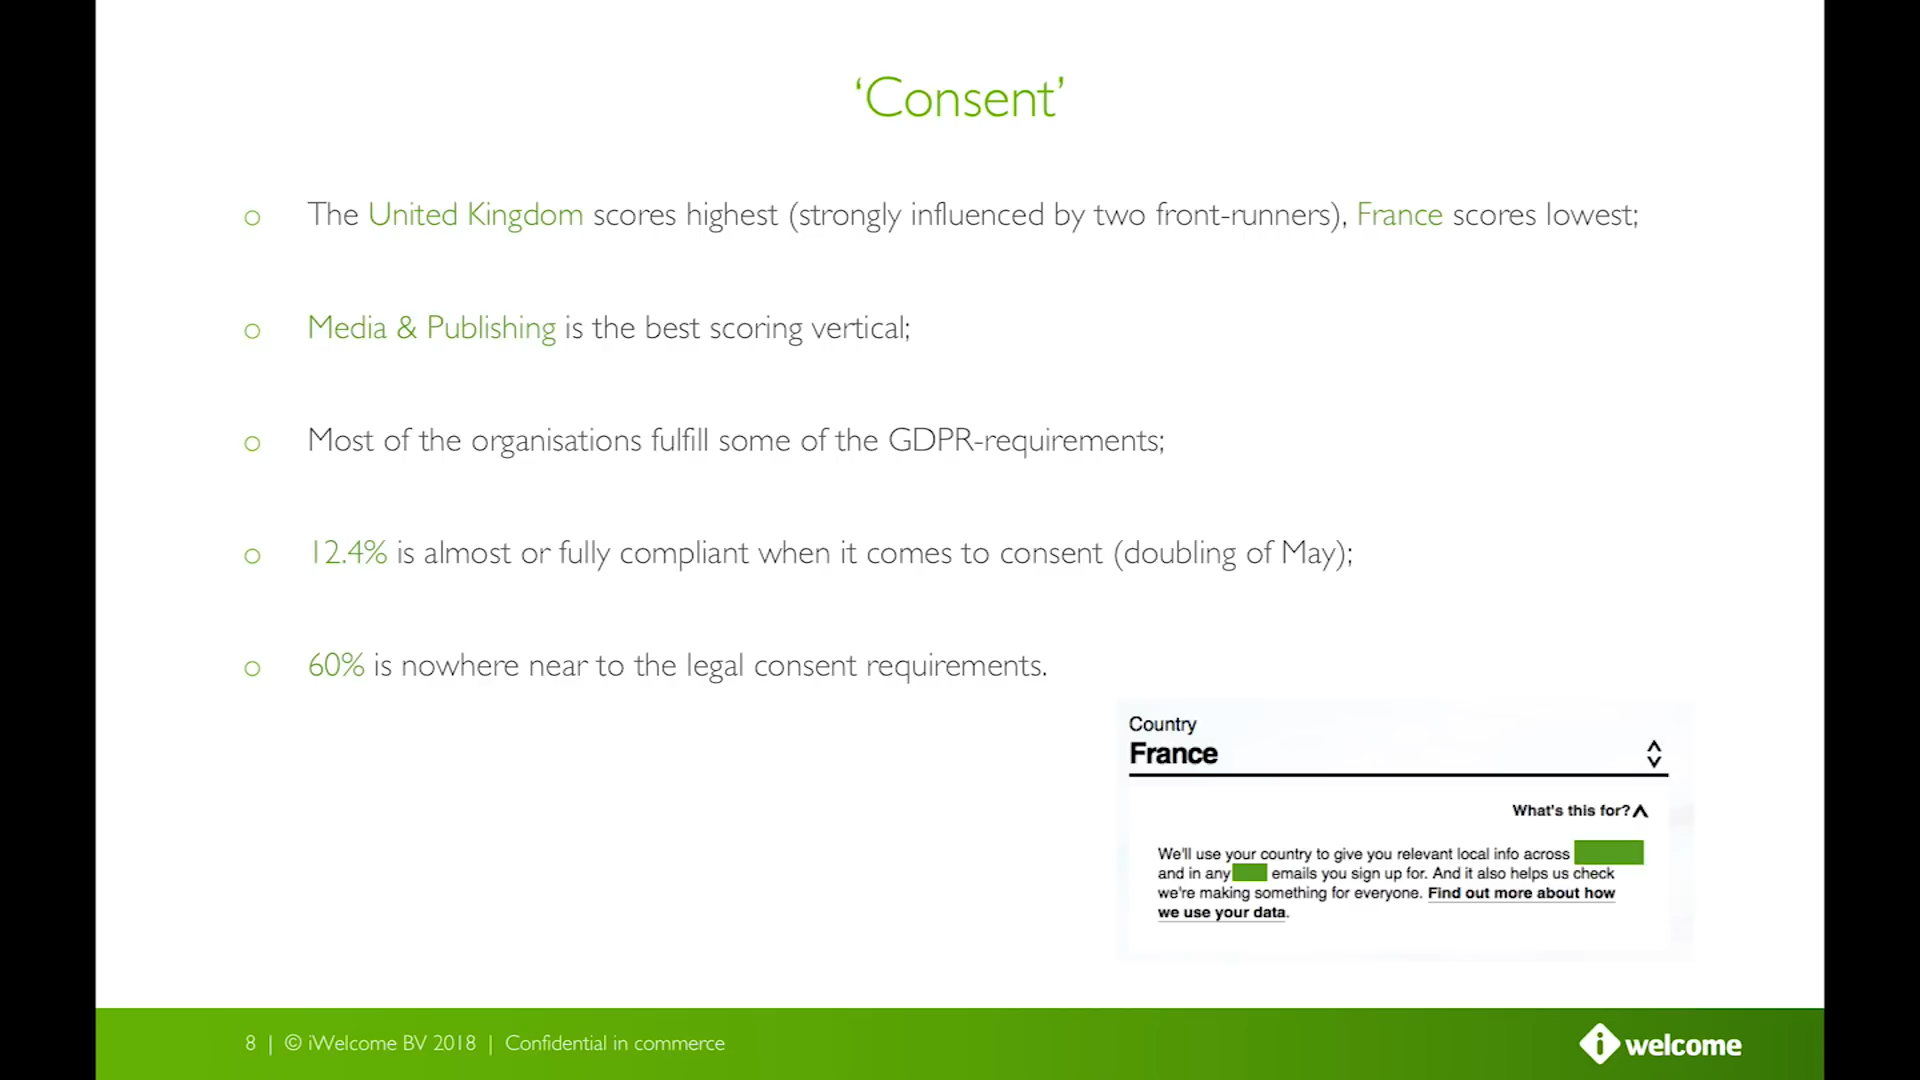 ‘Consent’
o The United Kingdom scores highest (strongly influenced by two front-runners), France scores lowest;
o Media & Publishing is the best scoring vertical;
o Most of the organisations fulfill some of the GDPR-requirements;
o 12.4% is almost or fully compliant when it comes to consent (doubling of May);
o 60% is nowhere near to the legal consent requirements.
Country
France
What's this for?
We'll use your country to give you relevant local info across
and in any emails you sign up for. And it also helps us check
we're making something for everyone. Find out more about how
we use your data.
8 | © iWelcome BV 2018 | Confidential in commerce
i welcome